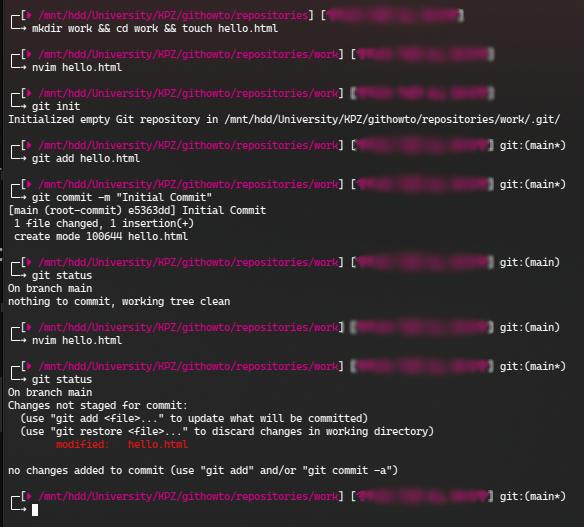 ┌─[❥ /mnt/hdd/University/KPZ/githowto/repositories] []
└─➝ mkdir work && cd work && touch hello.html
┌─[❥ /mnt/hdd/University/KPZ/githowto/repositories/work] []
└─➝ nvim hello.html
┌─[❥ /mnt/hdd/University/KPZ/githowto/repositories/work] []
└─➝ git init
Initialized empty Git repository in /mnt/hdd/University/KPZ/githowto/repositories/work/.git/
┌─[❥ /mnt/hdd/University/KPZ/githowto/repositories/work] [] git:(main*)
└─➝ git add hello.html
┌─[❥ /mnt/hdd/University/KPZ/githowto/repositories/work] [] git:(main*)
└─➝ git commit -m "Initial Commit"
[main (root-commit) e5363dd] Initial Commit
 1 file changed, 1 insertion(+)
 create mode 100644 hello.html
┌─[❥ /mnt/hdd/University/KPZ/githowto/repositories/work] [] git:(main)
└─➝ git status
On branch main
nothing to commit, working tree clean
┌─[❥ /mnt/hdd/University/KPZ/githowto/repositories/work] [] git:(main)
└─➝ nvim hello.html
┌─[❥ /mnt/hdd/University/KPZ/githowto/repositories/work] [] git:(main*)
└─➝ git status
On branch main
Changes not staged for commit:
  (use "git add <file>..." to update what will be committed)
  (use "git restore <file>..." to discard changes in working directory)
        modified:   hello.html
no changes added to commit (use "git add" and/or "git commit -a")
┌─[❥ /mnt/hdd/University/KPZ/githowto/repositories/work] [] git:(main*)
└─➝